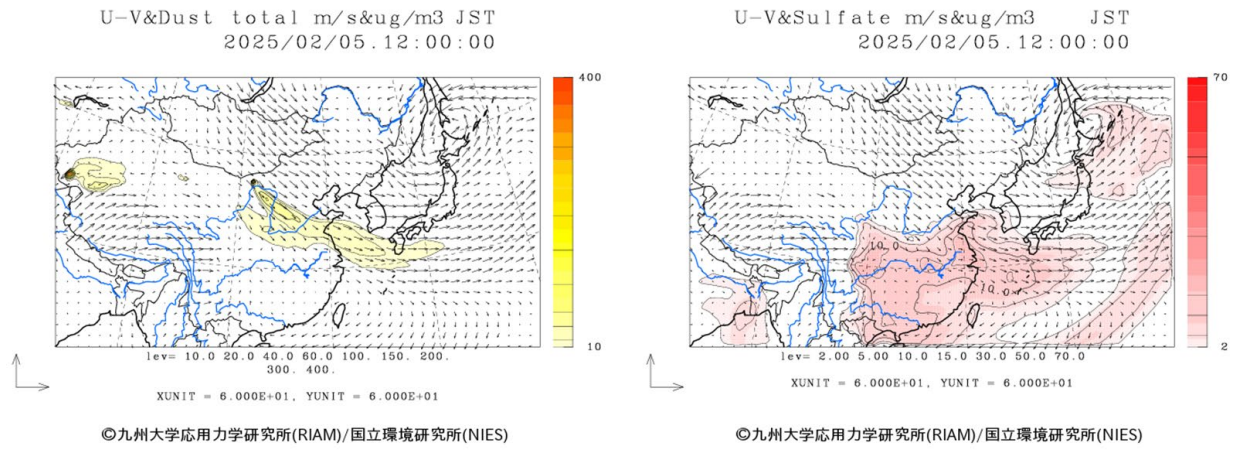 U-V&Dust total m/s&ug/m3 JST
2025/02/05.12:00:00
400
10
lev= 10.0 20.0 40.0 60.0 100. 150. 200.
300. 400.
XUNIT = 6.000E+01, YUNIT = 6.000E+01
©九州大学応用力学研究所(RIAM)/国立環境研究所(NIES)
U-V&Sulfate m/s&ug/m3 JST
2025/02/05.12:00:00
70
10.0
10.0
2
lev= 2.00 5.00 10.0 15.0 30.0 50.0 70.0
XUNIT = 6.000E+01, YUNIT = 6.000E+01
©九州大学応用力学研究所(RIAM)/国立環境研究所(NIES)